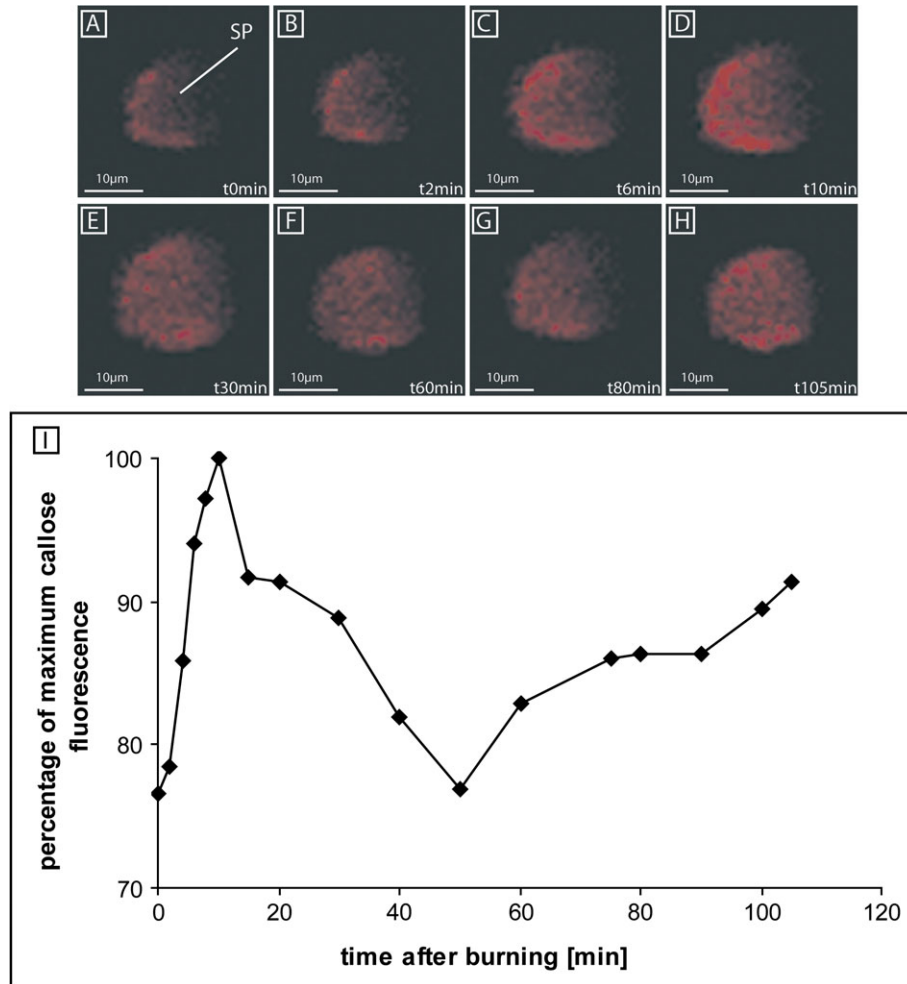 A
SP
10µm
t0min
B
10µm
t2min
C
10µm
t6min
D
10µm
t10min
E
10µm
t30min
F
10µm
t60min
G
10µm
t80min
H
10µm
t105min
I
percentage of maximum callose
fluorescence
100
90
80
70
0 20 40 60 80 100 120
time after burning [min]